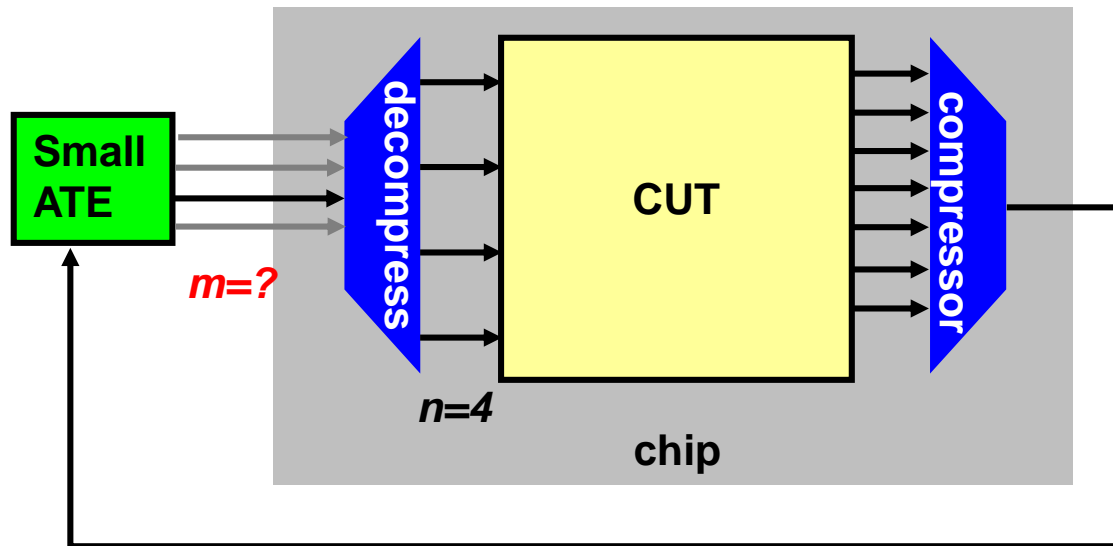 Small
ATE
m=?
decompress
n=4
CUT
compressor
chip